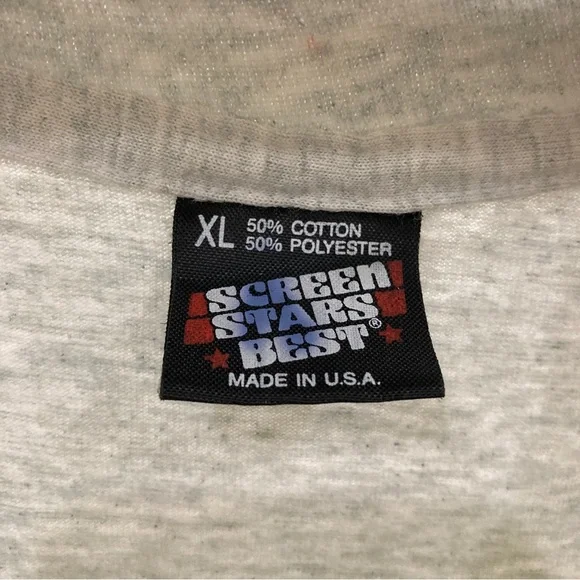 XL 50% COTTON
50% POLYESTER
SCREEN
STARS
BEST®
MADE IN U.S.A.